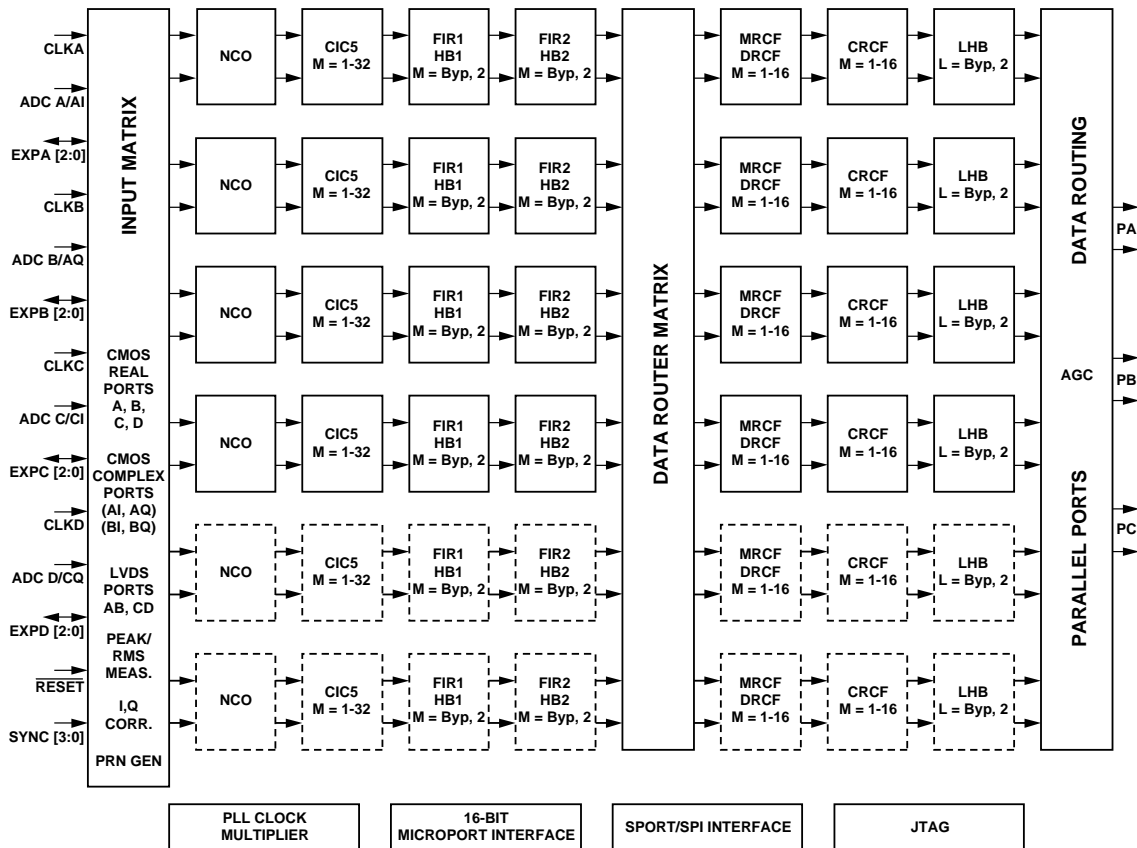 CLKA
ADC A/AI
EXPA [2:0]
CLKB
ADC B/AQ
EXPB [2:0]
CLKC
ADC C/CI
EXPC [2:0]
CLKD
ADC D/CQ
EXPD [2:0]
RESET
SYNC [3:0]
INPUT MATRIX
CMOS
REAL
PORTS
A, B,
C, D
CMOS
COMPLEX
PORTS
(AI, AQ)
(BI, BQ)
LVDS
PORTS
AB, CD
PEAK/
RMS
MEAS.
I,Q
CORR.
PRN GEN
NCO
CIC5
M = 1-32
FIR1
HB1
M = Byp, 2
FIR2
HB2
M = Byp, 2
NCO
CIC5
M = 1-32
FIR1
HB1
M = Byp, 2
FIR2
HB2
M = Byp, 2
NCO
CIC5
M = 1-32
FIR1
HB1
M = Byp, 2
FIR2
HB2
M = Byp, 2
NCO
CIC5
M = 1-32
FIR1
HB1
M = Byp, 2
FIR2
HB2
M = Byp, 2
NCO
CIC5
M = 1-32
FIR1
HB1
M = Byp, 2
FIR2
HB2
M = Byp, 2
NCO
CIC5
M = 1-32
FIR1
HB1
M = Byp, 2
FIR2
HB2
M = Byp, 2
DATA ROUTER MATRIX
MRCF
DRCF
M = 1-16
CRCF
M = 1-16
LHB
L = Byp, 2
MRCF
DRCF
M = 1-16
CRCF
M = 1-16
LHB
L = Byp, 2
MRCF
DRCF
M = 1-16
CRCF
M = 1-16
LHB
L = Byp, 2
MRCF
DRCF
M = 1-16
CRCF
M = 1-16
LHB
L = Byp, 2
MRCF
DRCF
M = 1-16
CRCF
M = 1-16
LHB
L = Byp, 2
MRCF
DRCF
M = 1-16
CRCF
M = 1-16
LHB
L = Byp, 2
DATA ROUTING
AGC
PARALLEL PORTS
PA
PB
PC
PLL CLOCK
MULTIPLIER
16-BIT
MICROPORT INTERFACE
SPORT/SPI INTERFACE
JTAG